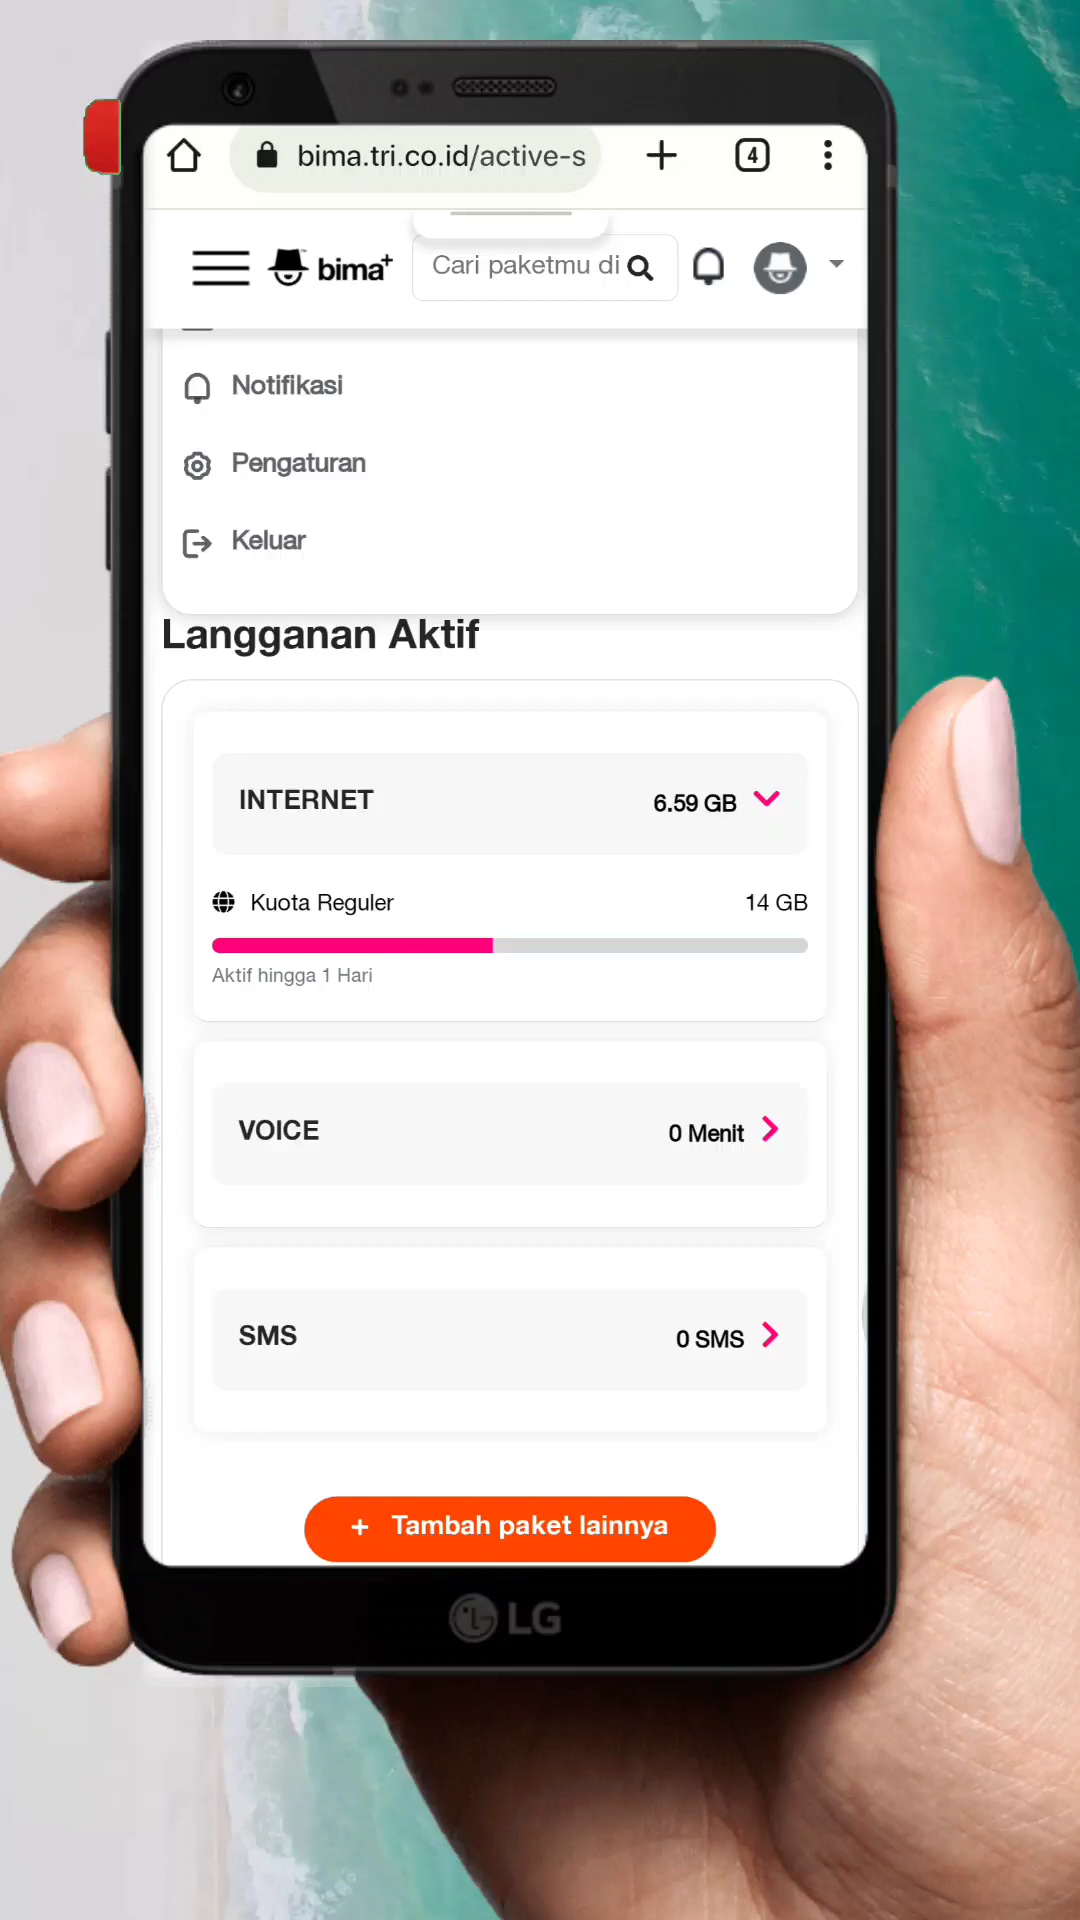 bima.tri.co.id/active-s
4
bima+
Cari paketmu di
Notifikasi
Pengaturan
Keluar
Langganan Aktif
INTERNET
6.59 GB
Kuota Reguler
14 GB
Aktif hingga 1 Hari
VOICE
0 Menit
SMS
0 SMS
+ Tambah paket lainnya
LG